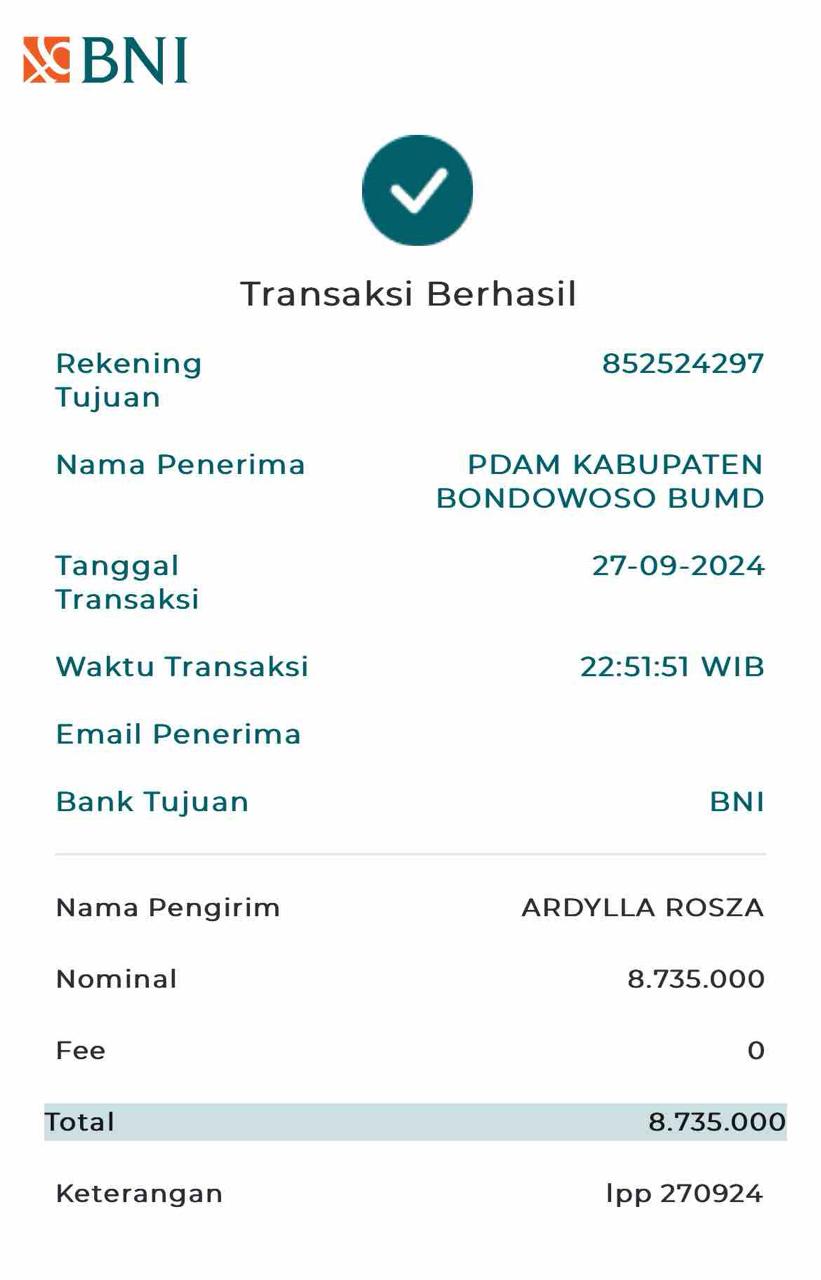 BNI
Transaksi Berhasil
Rekening Tujuan 852524297
Nama Penerima PDAM KABUPATEN
BONDOWOSO BUMD
Tanggal Transaksi 27-09-2024
Waktu Transaksi 22:51:51 WIB
Email Penerima
Bank Tujuan BNI
Nama Pengirim ARDYLLA ROSZA
Nominal 8.735.000
Fee 0
Total 8.735.000
Keterangan lpp 270924